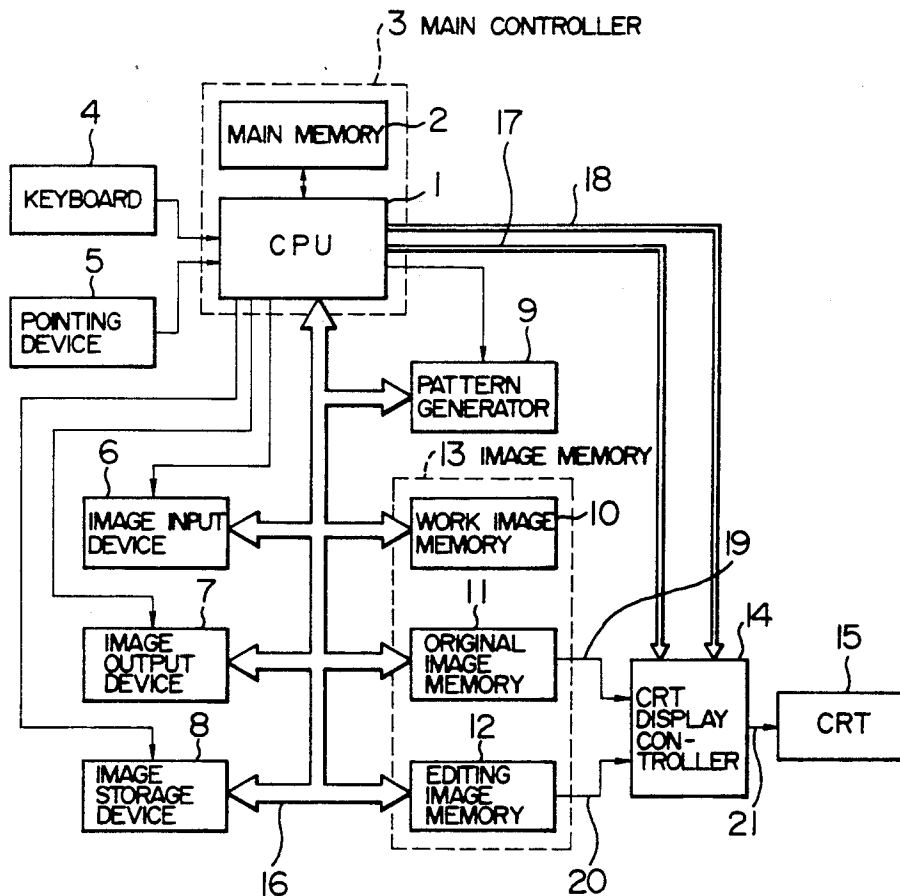 3 MAIN CONTROLLER
4
MAIN MEMORY
2
17
KEYBOARD
1
18
CPU
5
POINTING
DEVICE
9
PATTERN
GENERATOR
6
13 IMAGE MEMORY
IMAGE INPUT
DEVICE
WORK IMAGE
MEMORY
10
19
7
11
14
IMAGE
OUTPUT
DEVICE
ORIGINAL
IMAGE
MEMORY
15
CRT
DISPLAY
CON-
TROLLER
CRT
8
12
IMAGE
STORAGE
DEVICE
EDITING
IMAGE
MEMORY
21
16
20